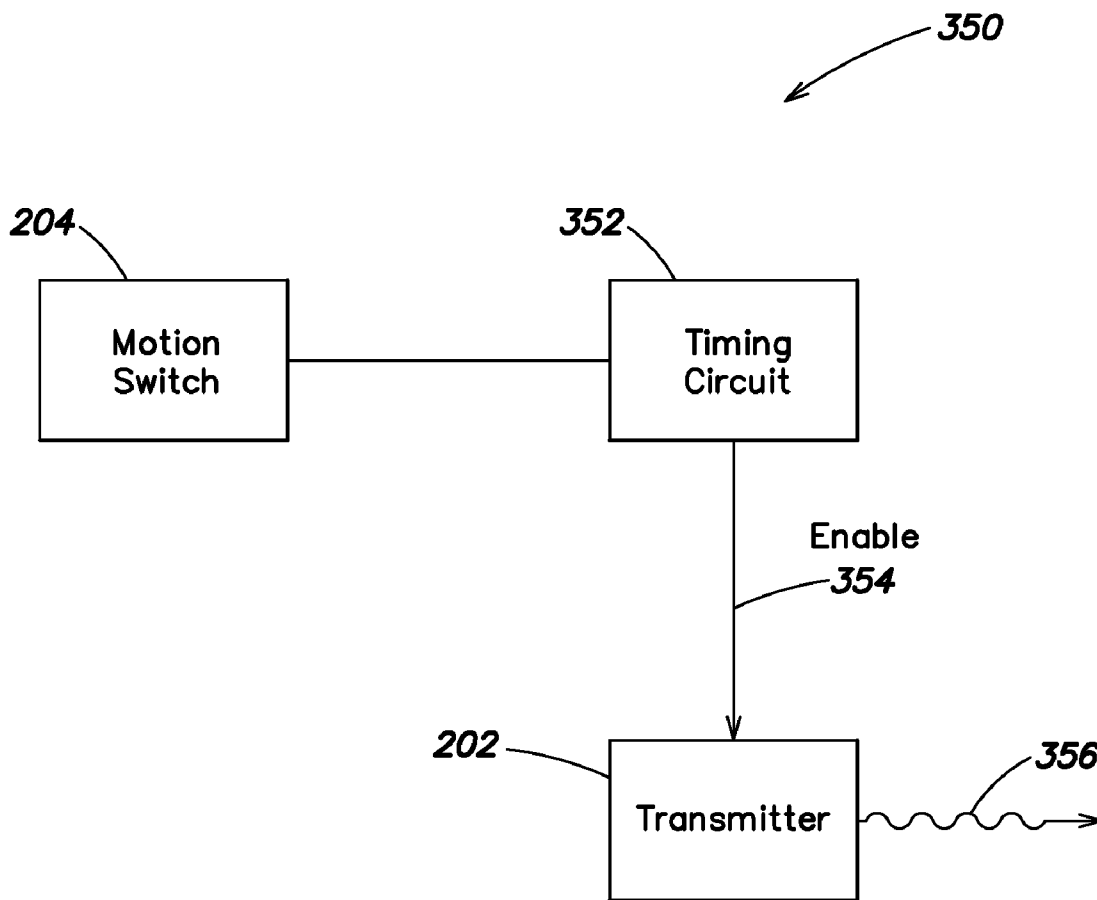 350
204
352
Motion
Switch
Timing
Circuit
Enable
354
202
356
Transmitter